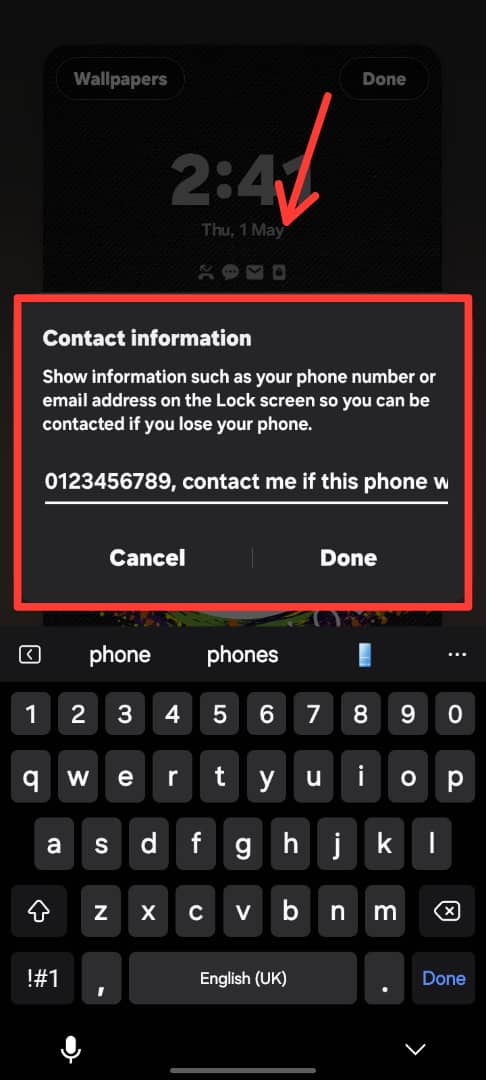 Wallpapers
Done
2:41
Thu, 1 May
Contact information
Show information such as your phone number or
email address on the Lock screen so you can be
contacted if you lose your phone.
0123456789, contact me if this phone w
Cancel
Done
phone phones
1 2 3 4 5 6 7 8 9 0
q w e r t y u i o p
a s d f g h j k l
z x c v b n m
!#1 , English (UK) . Done